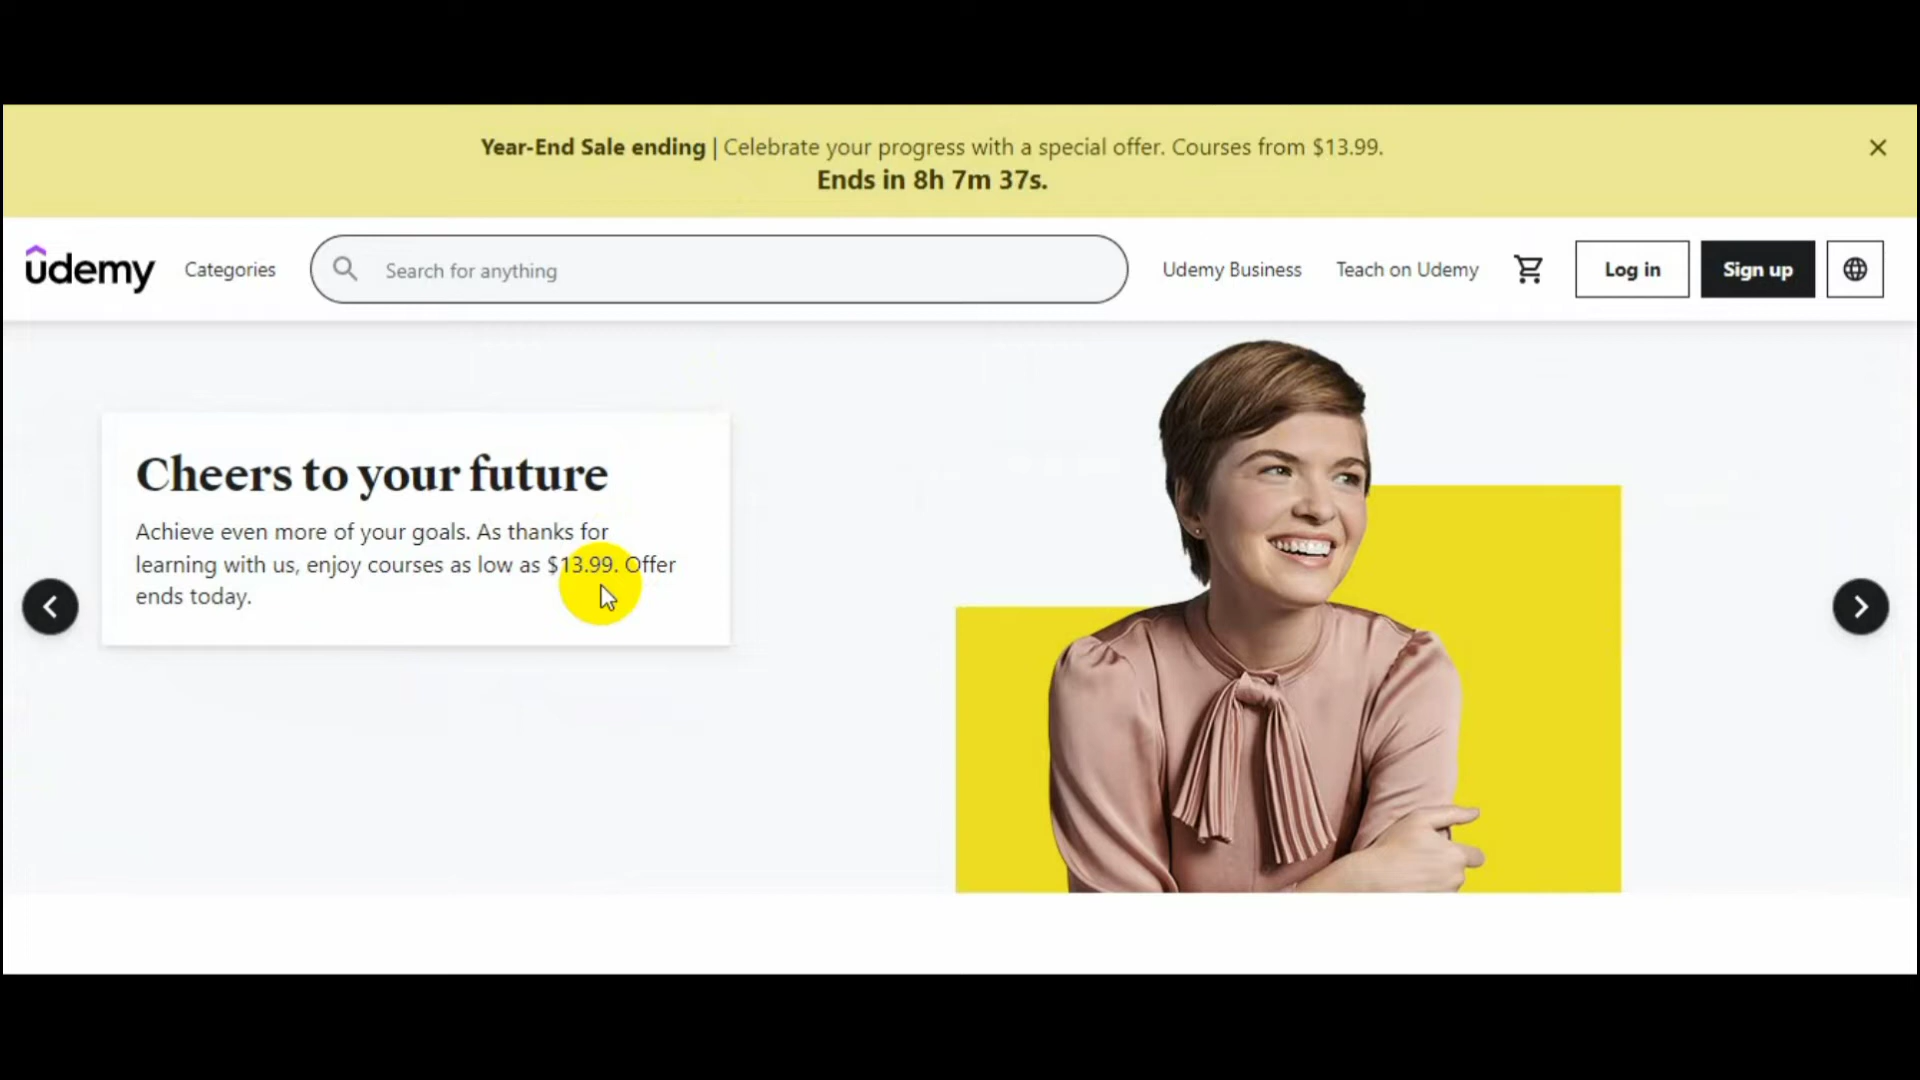 Year-End Sale ending | Celebrate your progress with a special offer. Courses from $13.99.
Ends in 8h 7m 37s.
ûdemy Categories Search for anything Udemy Business Teach on Udemy Log in Sign up
Cheers to your future
Achieve even more of your goals. As thanks for
learning with us, enjoy courses as low as $13.99. Offer
ends today.